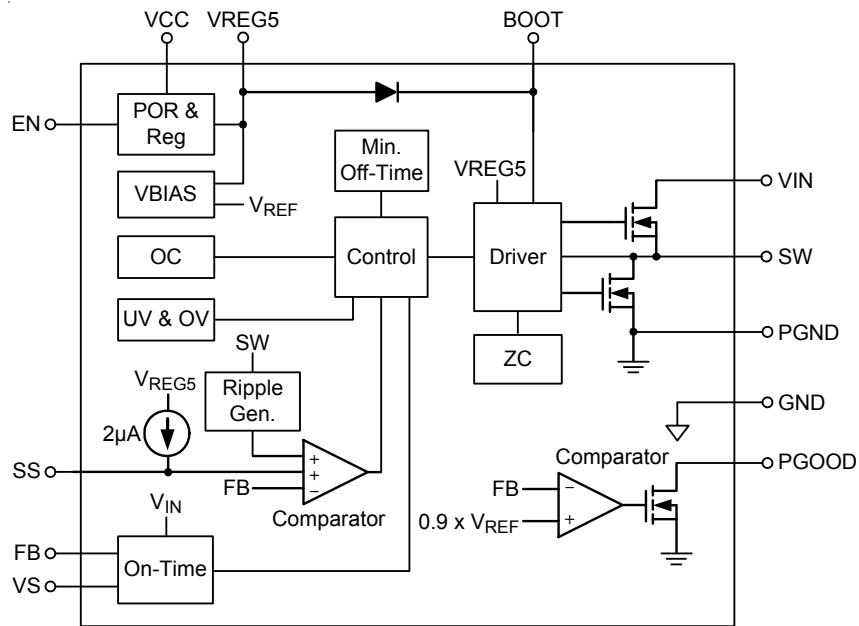 VCC
VREG5
BOOT
EN
POR &
Reg
Min.
Off-Time
VREG5
VIN
VBIAS
VREF
OC
Control
Driver
SW
UV & OV
SW
ZC
PGND
VREG5
Ripple
Gen.
GND
2µA
SS
+
+
FB
−
Comparator
Comparator
PGOOD
FB
−
0.9 x VREF
+
VIN
FB
On-Time
VS